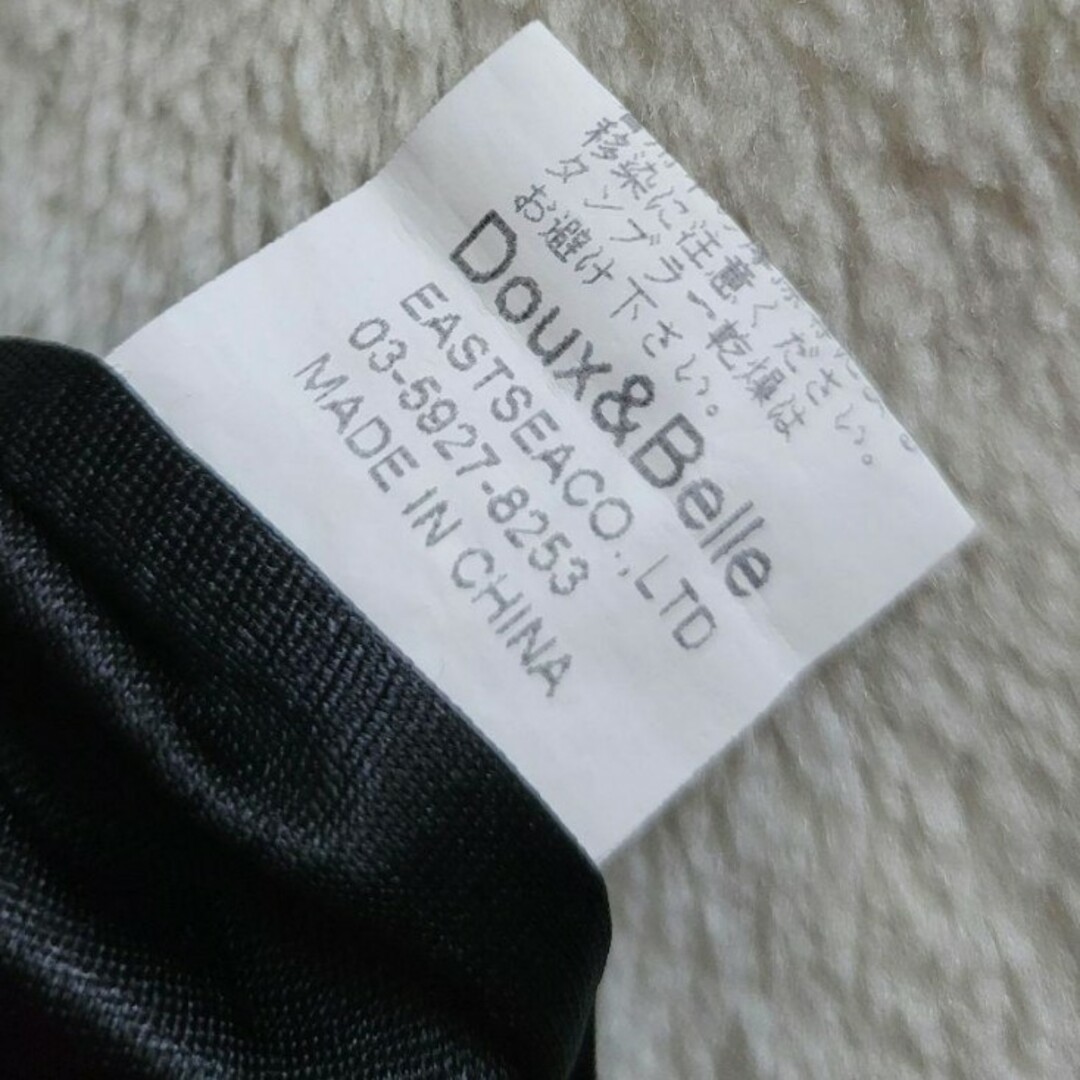 移染に注意ください。
タンブラー乾燥は
お避け下さい。
Doux&Belle
EASTSEACO.,LTD
03-5927-8253
MADE IN CHINA